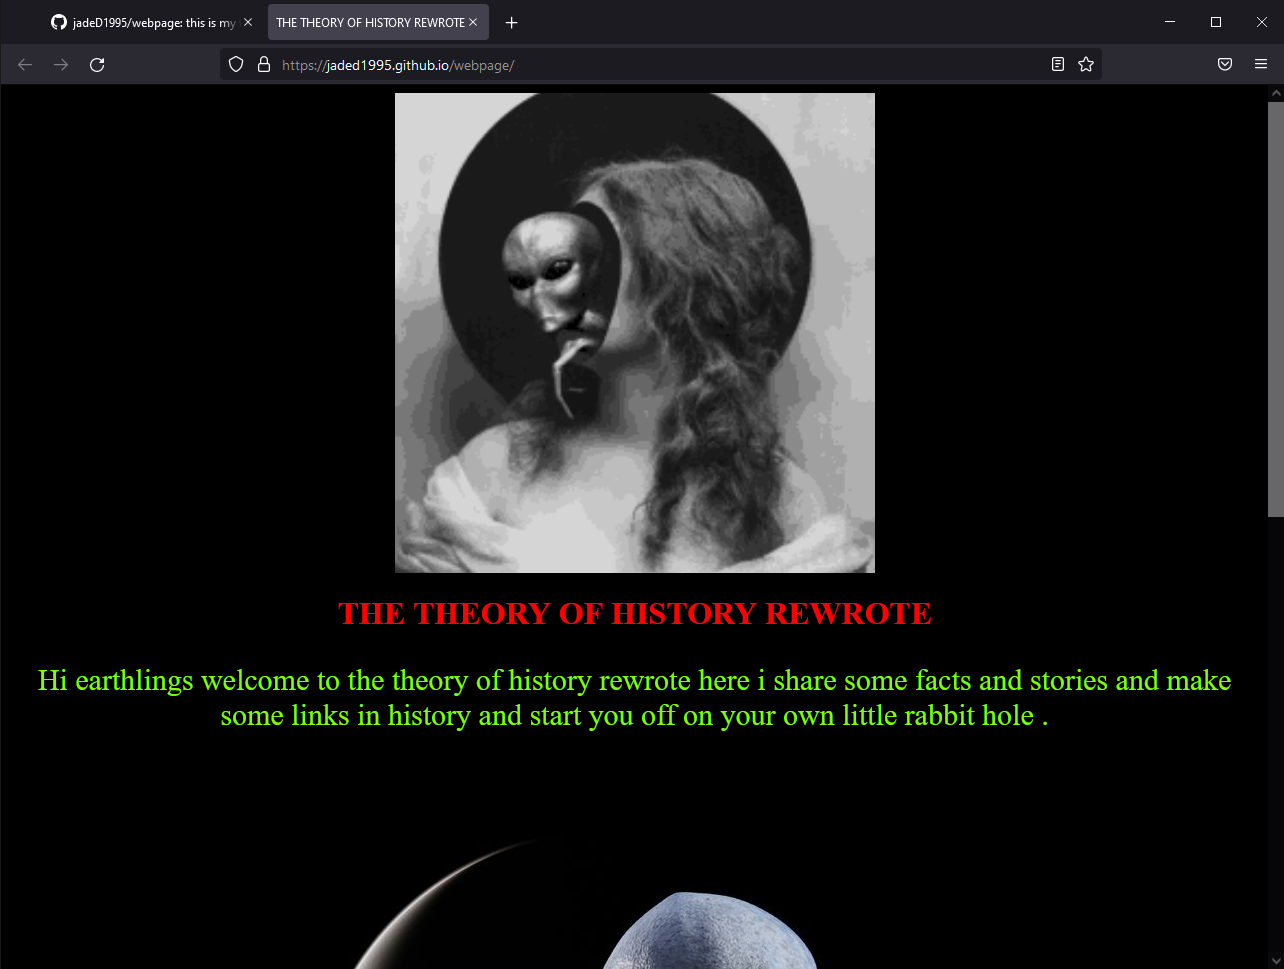 jadeD1995/webpage: this is my
THE THEORY OF HISTORY REWROTE
https://jaded1995.github.io/webpage/
THE THEORY OF HISTORY REWROTE
Hi earthlings welcome to the theory of history rewrote here i share some facts and stories and make
some links in history and start you off on your own little rabbit hole .